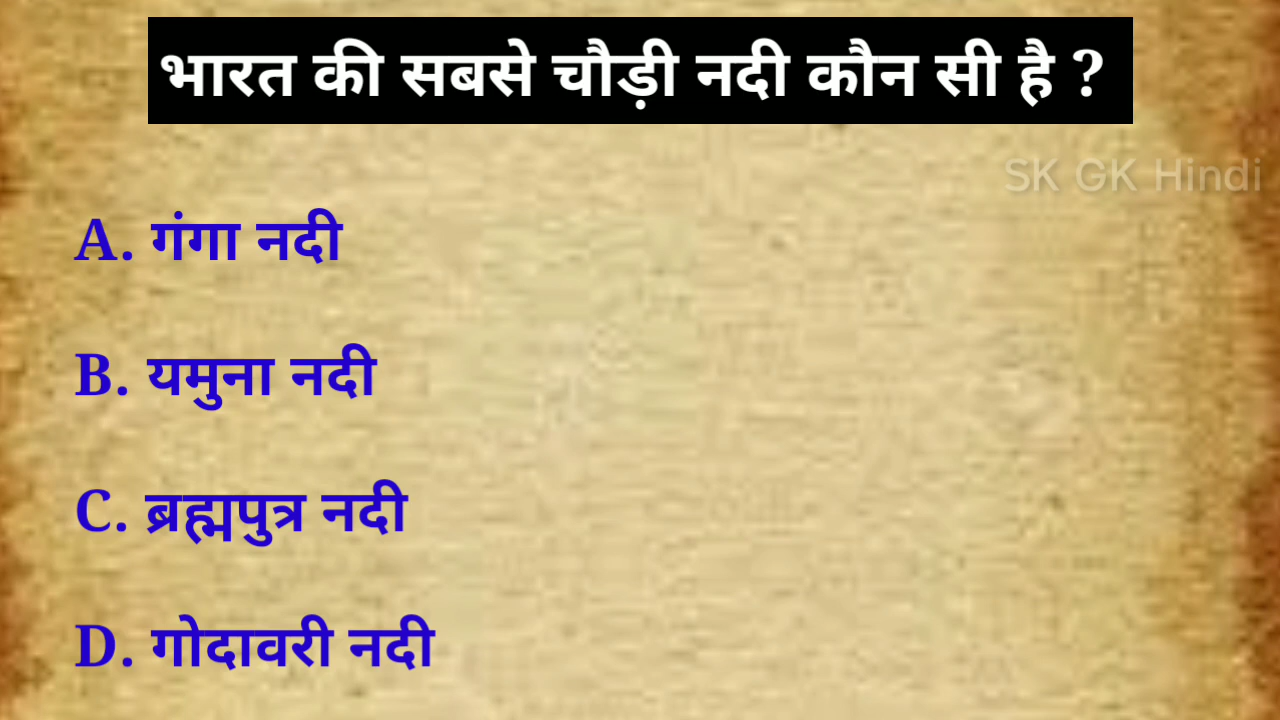 भारत की सबसे चौड़ी नदी कौन सी है ?
SK GK Hindi
A. गंगा नदी
B. यमुना नदी
C. ब्रह्मपुत्र नदी
D. गोदावरी नदी